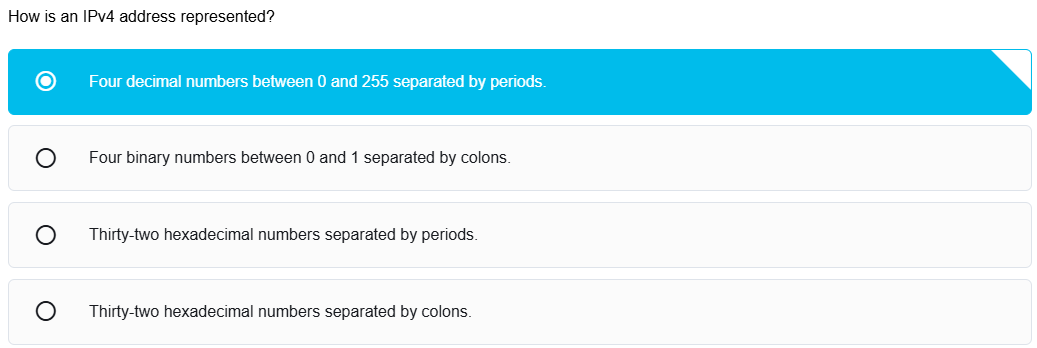 How is an IPv4 address represented?
Four decimal numbers between 0 and 255 separated by periods.
Four binary numbers between 0 and 1 separated by colons.
Thirty-two hexadecimal numbers separated by periods.
Thirty-two hexadecimal numbers separated by colons.